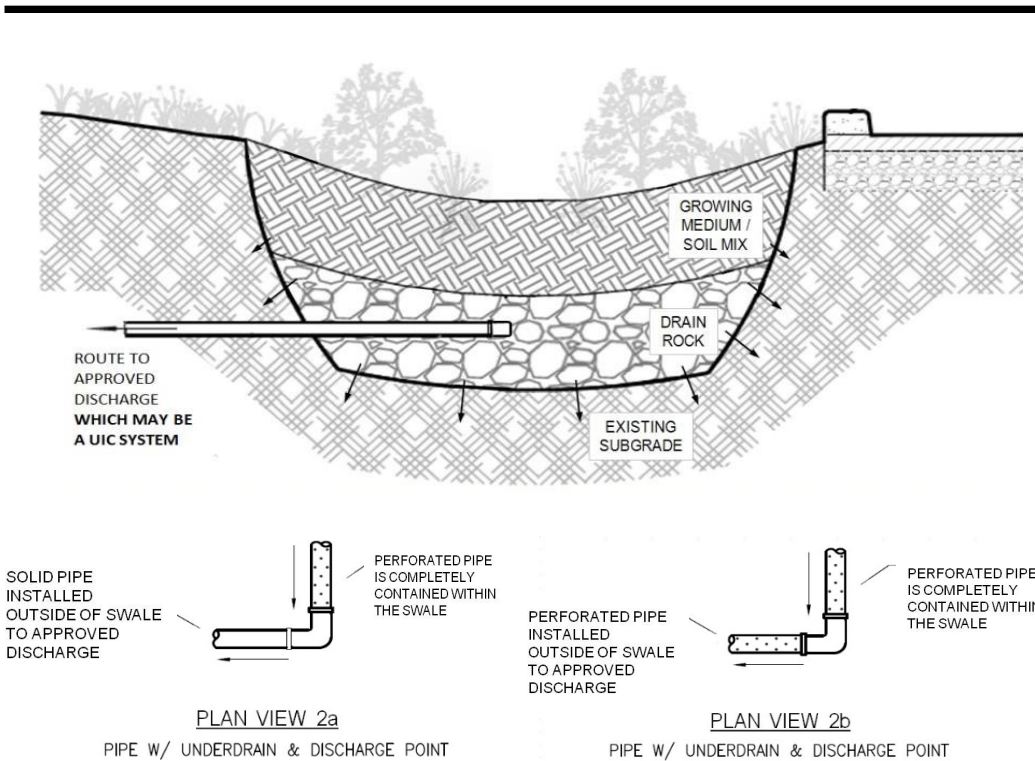 GROWING
MEDIUM /
SOIL MIX
DRAIN
ROCK
ROUTE TO
APPROVED
DISCHARGE
WHICH MAY BE
A UIC SYSTEM
EXISTING
SUBGRADE
SOLID PIPE
INSTALLED
OUTSIDE OF SWALE
TO APPROVED
DISCHARGE
PERFORATED PIPE
IS COMPLETELY
CONTAINED WITHIN
THE SWALE
PLAN VIEW 2a
PIPE W/ UNDERDRAIN & DISCHARGE POINT
PERFORATED PIPE
INSTALLED
OUTSIDE OF SWALE
TO APPROVED
DISCHARGE
PERFORATED PIPE
IS COMPLETELY
CONTAINED WITHIN
THE SWALE
PLAN VIEW 2b
PIPE W/ UNDERDRAIN & DISCHARGE POINT